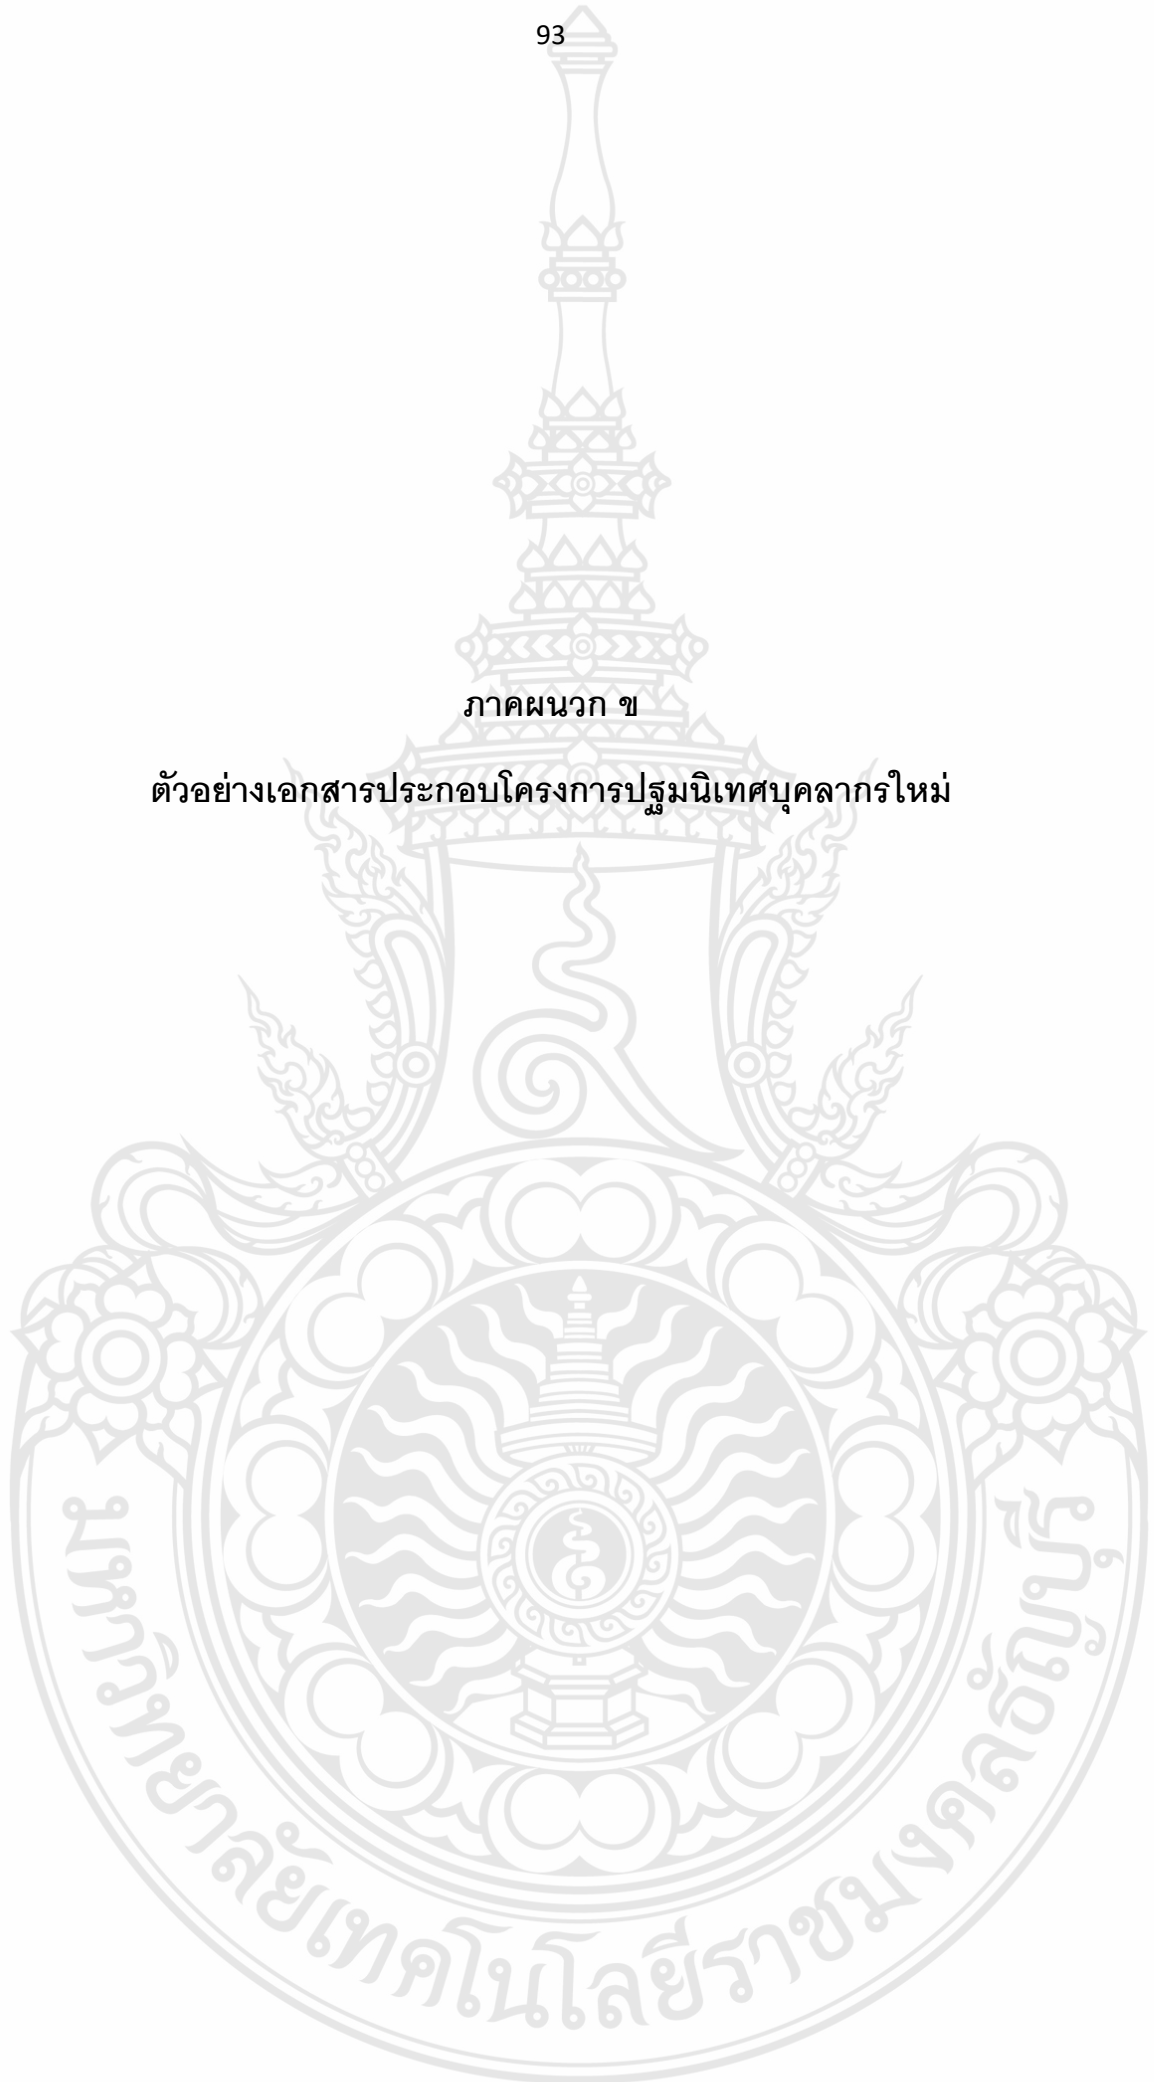 93
ภาคผนวก ข
ตัวอย่างเอกสารประกอบโครงการปฐมนิเทศบุคลากรใหม่
มหาวิทยาลัยเทคโนโลยีราชมงคลธัญบุรี